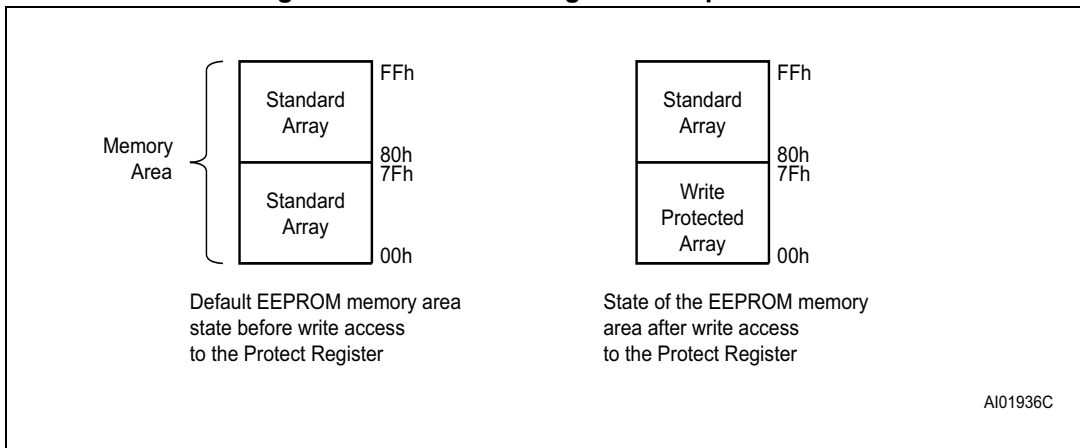 FFh
Standard
Array
Memory
Area
80h
7Fh
Standard
Array
00h
Default EEPROM memory area
state before write access
to the Protect Register
FFh
Standard
Array
80h
7Fh
Write
Protected
Array
00h
State of the EEPROM memory
area after write access
to the Protect Register
AI01936C